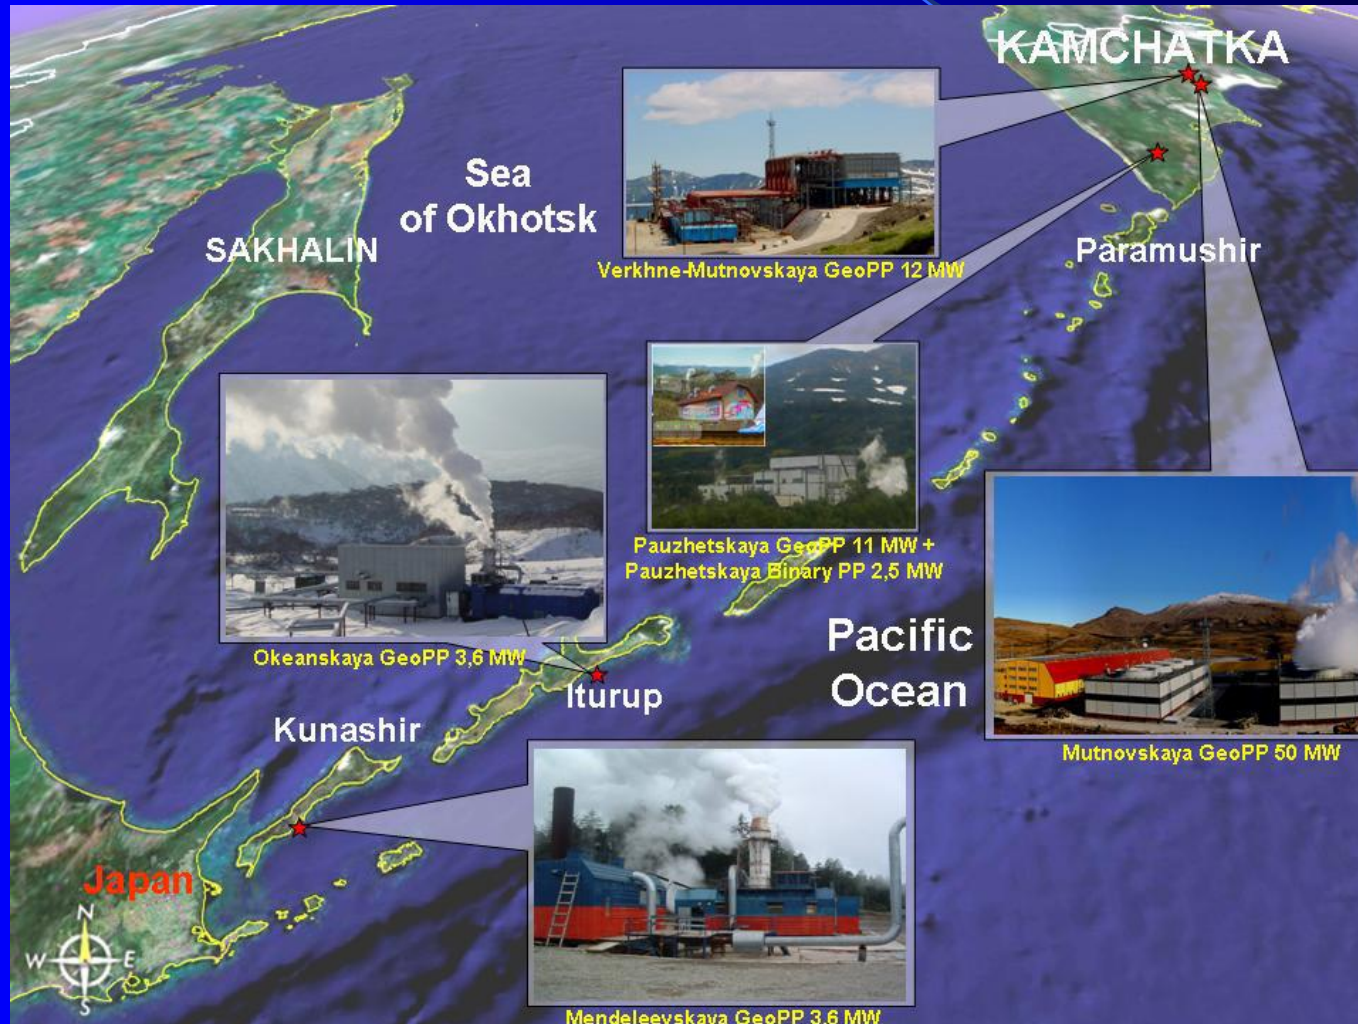 KAMCHATKA
Sea
of Okhotsk
SAKHALIN
Paramushir
Verkhne-Mutnovskaya GeoPP 12 MW
Pauzhetskaya GeoPP 11 MW +
Pauzhetskaya Binary PP 2,5 MW
Okeanskaya GeoPP 3,6 MW
Pacific
Ocean
Iturup
Kunashir
Mutnovskaya GeoPP 50 MW
Japan
N
W E
S
Mendeleevskaya GeoPP 3,6 MW